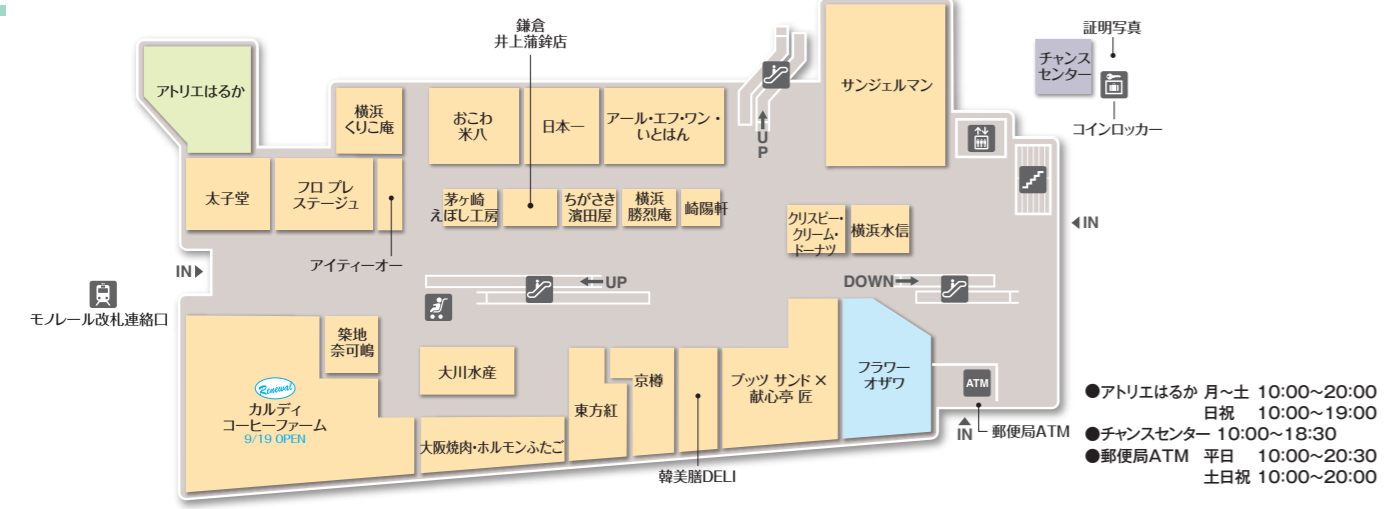 鎌倉
井上蒲鉾店
証明写真
チャンス
センター
コインロッカー
アトリエはるか
横浜
くりこ庵
おこわ
米八
日本一
アール・エフ・ワン・
いとはん
UP
サンジェルマン
太子堂
フロ プレ
ステージュ
アイティーオー
茅ヶ崎
えぼし工房
ちがさき
濱田屋
横浜
勝烈庵
崎陽軒
クリスピー・
クリーム・
ドーナツ
横浜水信
IN
IN
モノレール改札連絡口
UP
DOWN
築地
奈可嶋
Renewal
カルディ
コーヒーファーム
9/19 OPEN
大川水産
大阪焼肉・ホルモンふたご
東方紅
京樽
韓美膳DELI
ブッツ サンド×
献心亭 匠
フラワー
オザワ
ATM
IN
郵便局ATM
●アトリエはるか 月～土 10:00～20:00
日祝 10:00～19:00
●チャンスセンター 10:00～18:30
●郵便局ATM 平日 10:00～20:30
土日祝 10:00～20:00